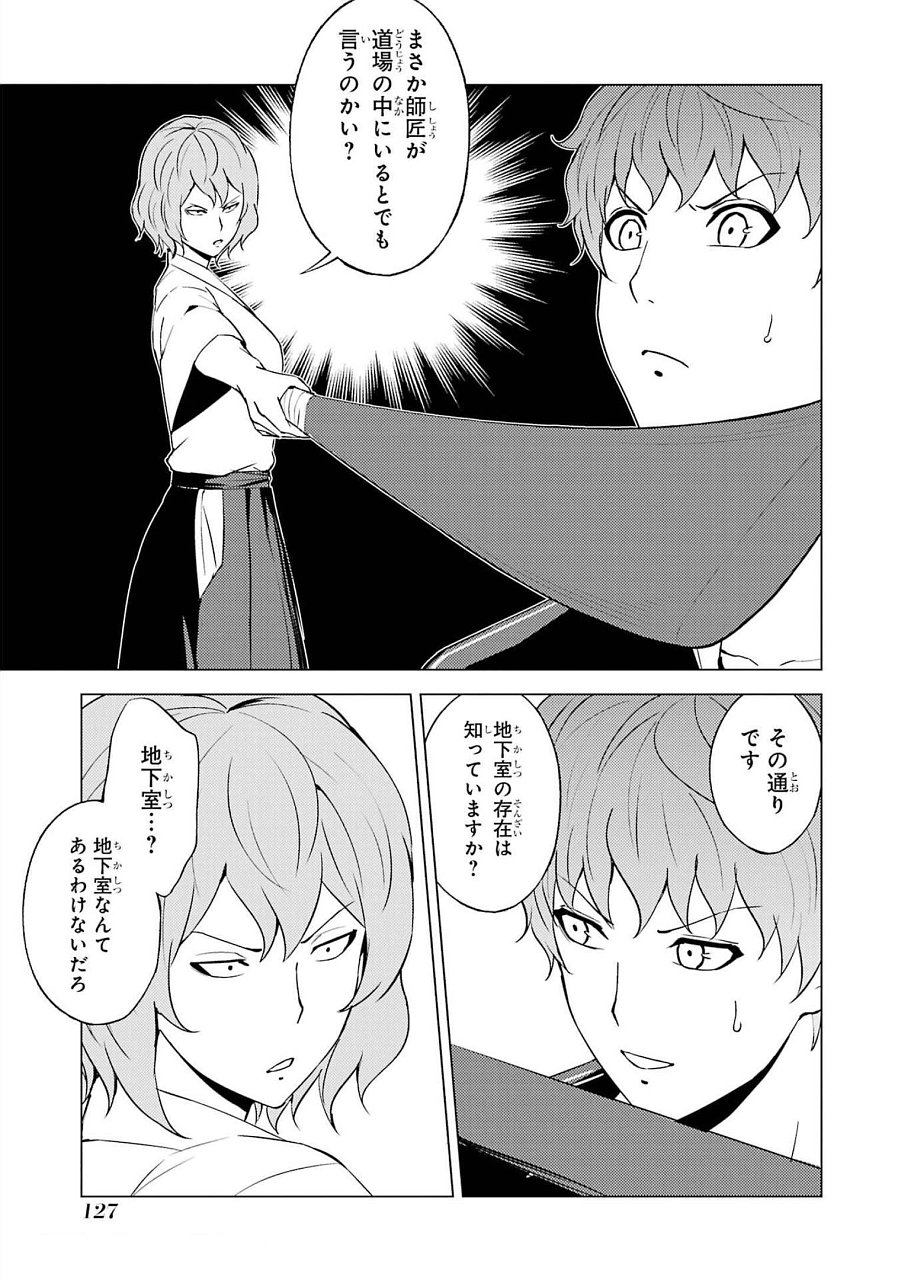 まさか師匠が
道場の中にいるとでも
言うのかい？
その通り
です
地下室の存在は
知っていますか？
地下室…？
地下室なんて
あるわけないだろ
127